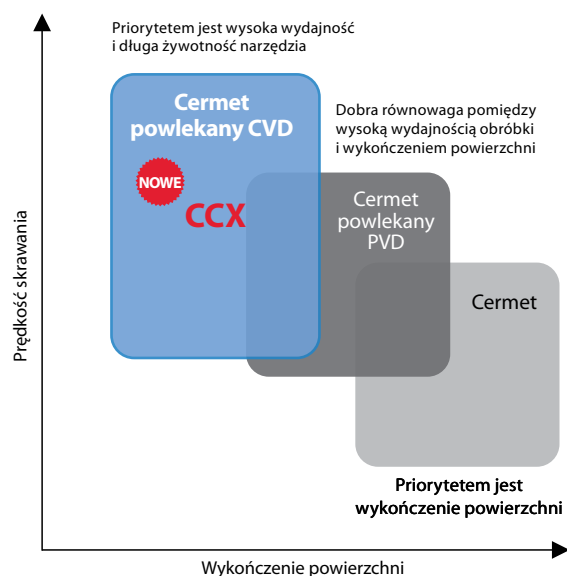 Priorytetem jest wysoka wydajność
i długa żywotność narzędzia
Cermet
powlekany CVD
NOWE
CCX
Dobra równowaga pomiędzy
wysoką wydajnością obróbki
i wykończeniem powierzchni
Cermet
powlekany
PVD
Cermet
Priorytetem jest
wykończenie powierzchni
Prędkość skrawania
Wykończenie powierzchni